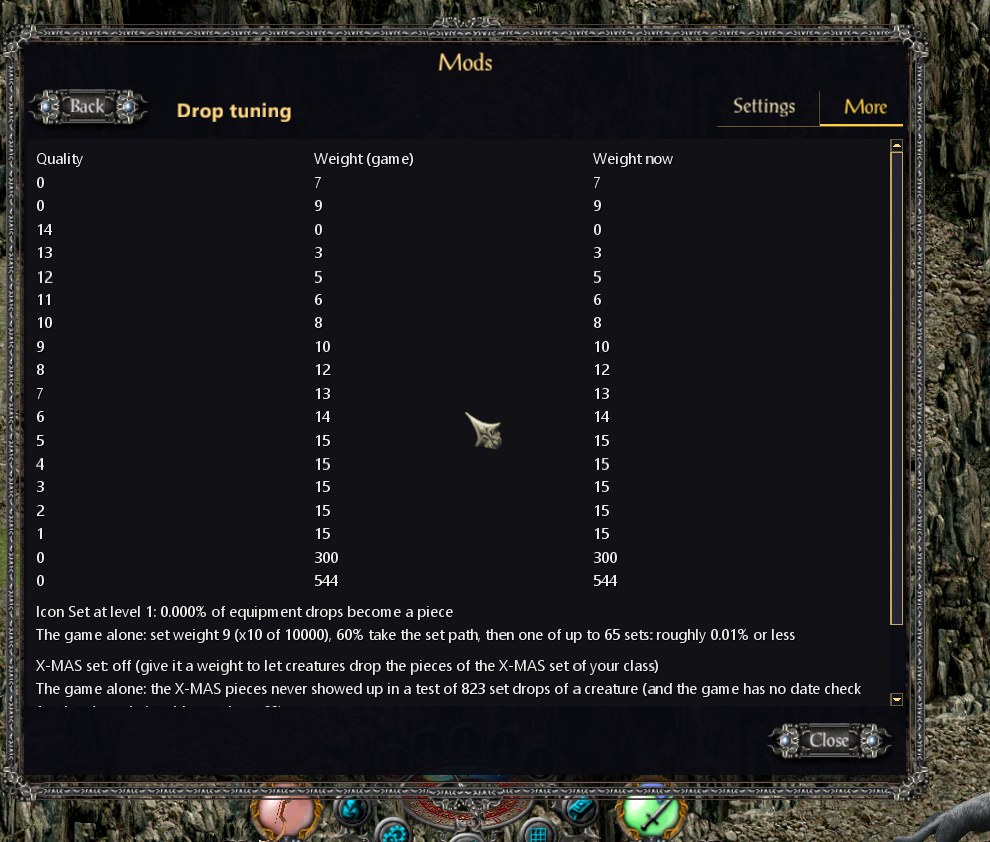 Mods
Back
Drop tuning
Settings
More
Quality Weight (game) Weight now
0 7 7
0 9 9
14 0 0
13 3 3
12 5 5
11 6 6
10 8 8
9 10 10
8 12 12
7 13 13
6 14 14
5 15 15
4 15 15
3 15 15
2 15 15
1 15 15
0 300 300
0 544 544
Icon Set at level 1: 0.000% of equipment drops become a piece
The game alone: set weight 9 (x10 of 10000), 60% take the set path, then one of up to 65 sets: roughly 0.01% or less
X-MAS set: off (give it a weight to let creatures drop the pieces of the X-MAS set of your class)
The game alone: the X-MAS pieces never showed up in a test of 823 set drops of a creature (and the game has no date check
Close